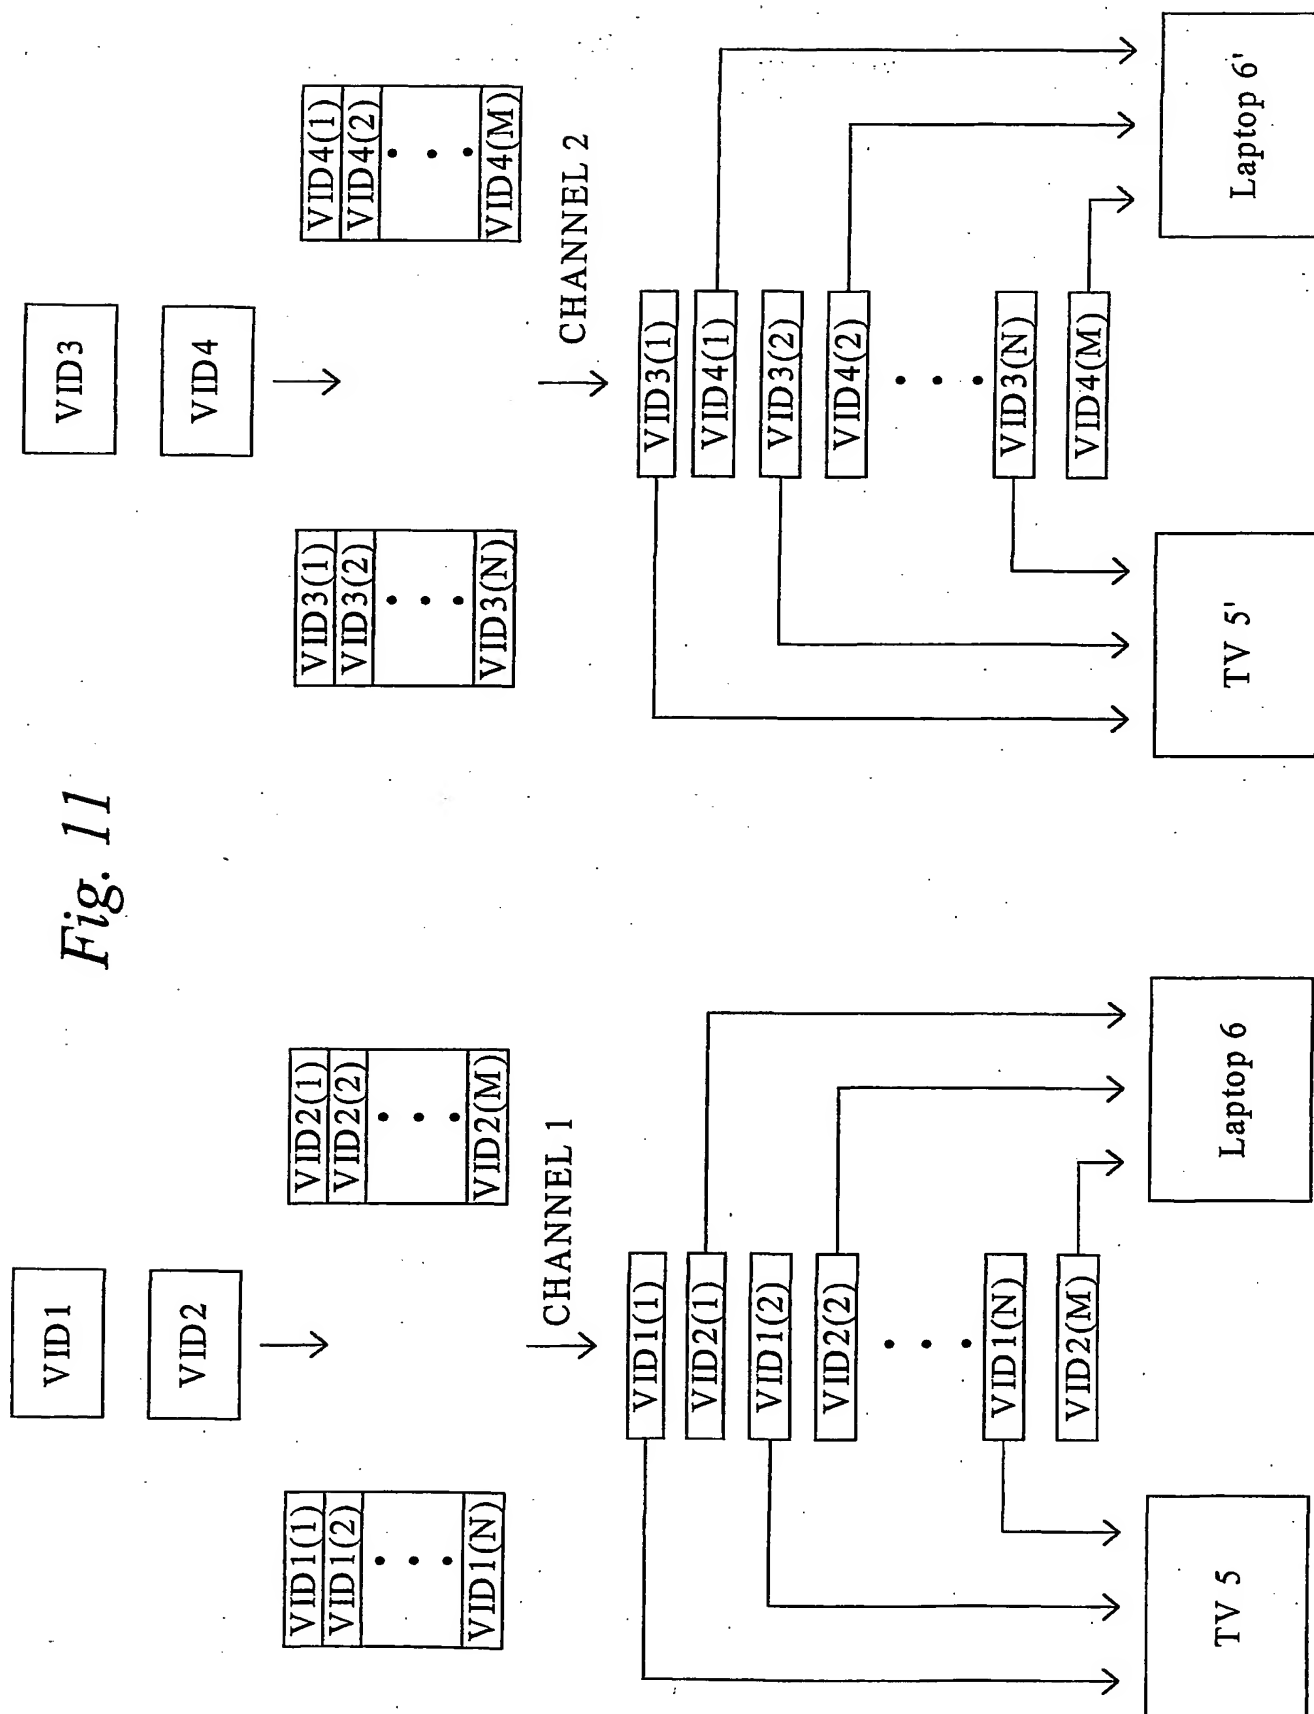 Fig. 11
VID1
VID2
VID1(1)
VID1(2)
VID1(N)
VID2(1)
VID2(2)
VID2(M)
CHANNEL 1
VID1(1)
VID2(1)
VID1(2)
VID2(2)
VID1(N)
VID2(M)
TV 5
Laptop 6
VID3
VID4
VID3(1)
VID3(2)
VID3(N)
VID4(1)
VID4(2)
VID4(M)
CHANNEL 2
VID3(1)
VID4(1)
VID3(2)
VID4(2)
VID3(N)
VID4(M)
TV 5'
Laptop 6'